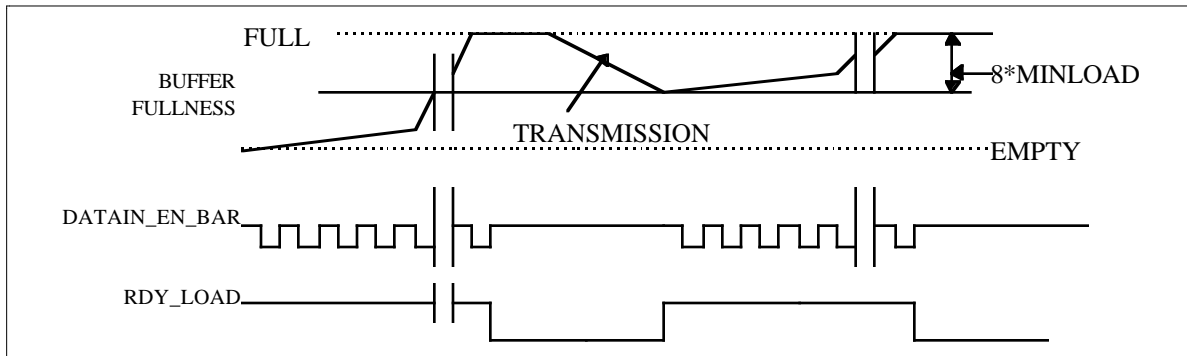 FULL
8*MINLOAD
BUFFER
FULLNESS
TRANSMISSION
EMPTY
DATAIN_EN_BAR
RDY_LOAD